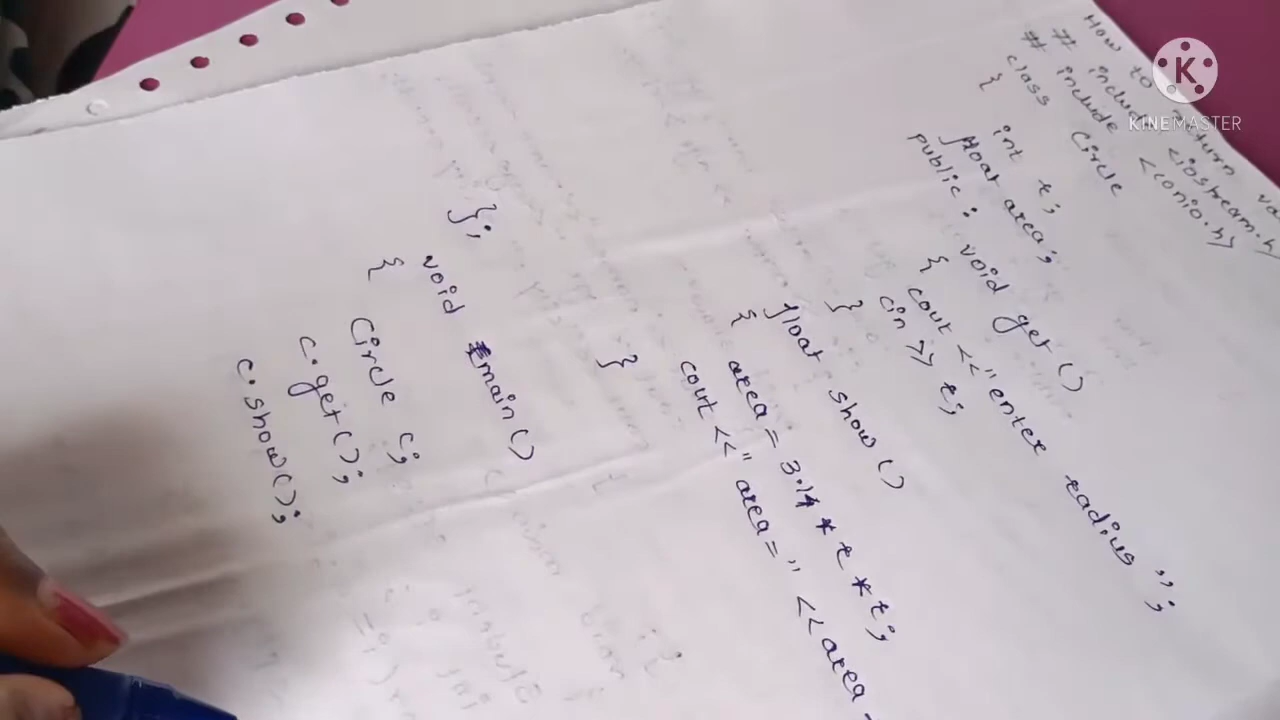 How to return
# include <iostream.h>
# include <conio.h>
class Circle
{
int r;
float area;
public: void get()
{
cout <<"enter radius";
cin >> r;
}
float show()
{
area = 3.14 * r * r;
cout <<" area=" <<area
}
};
void main()
{
Circle c;
c.get();
c.show();
KINEMASTER